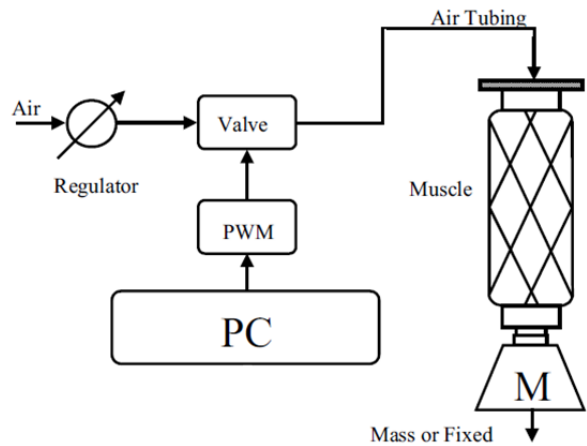 Air Tubing
Air
Valve
Regulator
Muscle
PWM
PC
M
Mass or Fixed